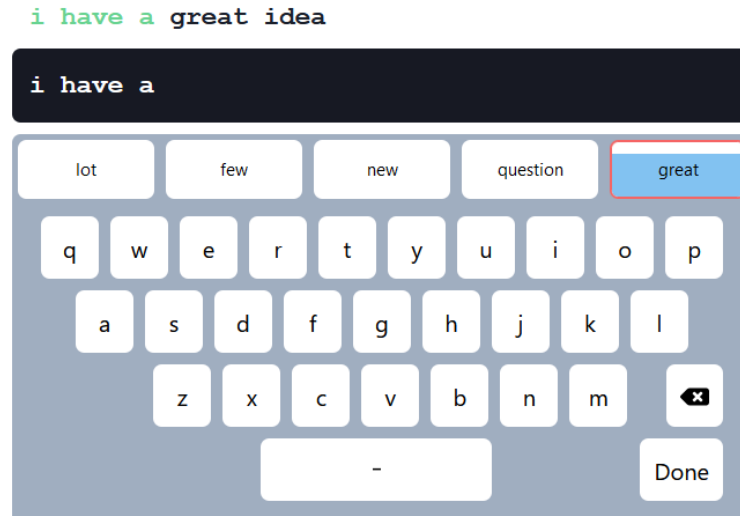 i have a great idea
i have a
lot few new question great
q w e r t y u i o p
a s d f g h j k l
z x c v b n m
- Done